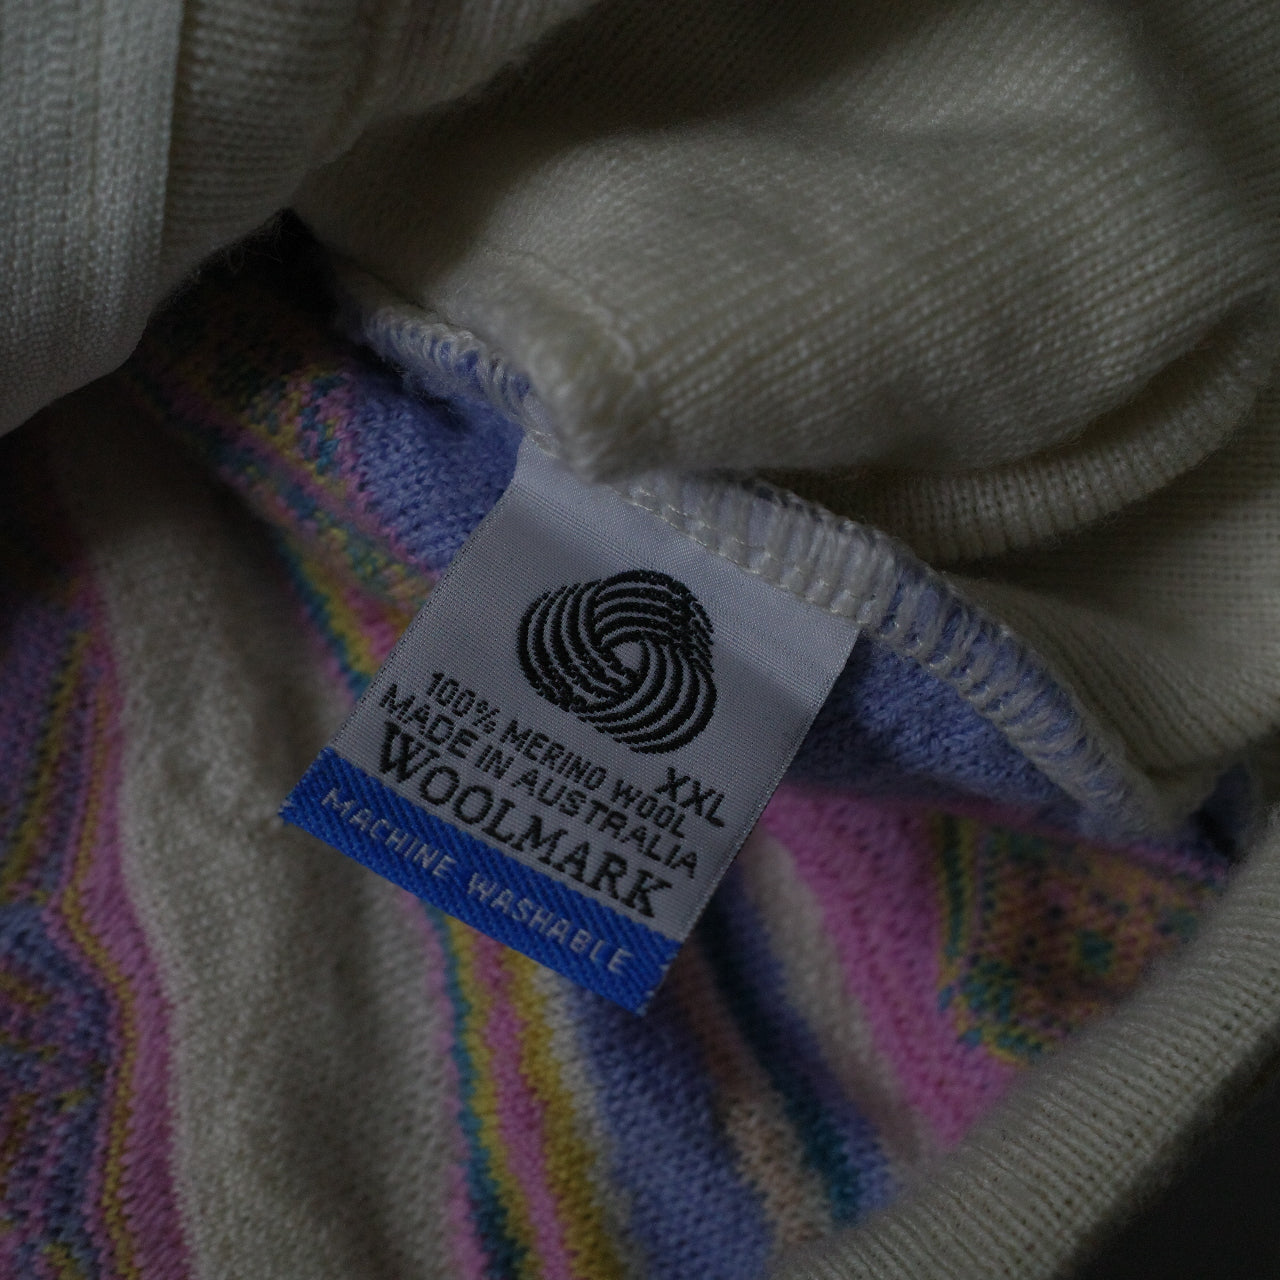 XXL
100% MERINO WOOL
MADE IN AUSTRALIA
WOOLMARK
MACHINE WASHABLE